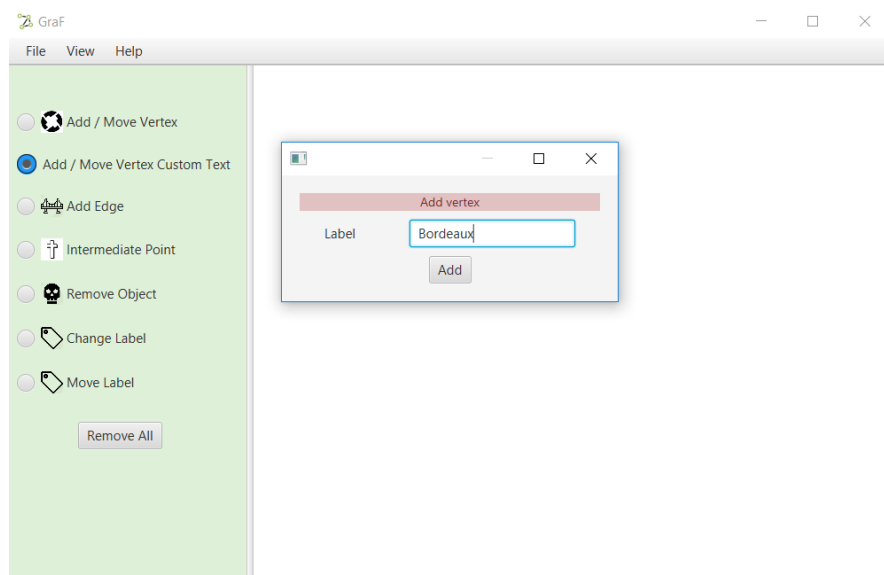 GraF
File View Help
Add / Move Vertex
Add / Move Vertex Custom Text
Add Edge
Intermediate Point
Remove Object
Change Label
Move Label
Remove All
Add vertex
Label Bordeaux
Add